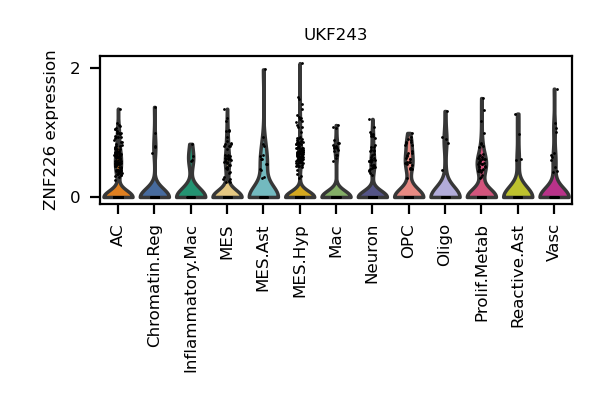 UKF243
ZNF226 expression
2
0
AC
Chromatin.Reg
Inflammatory.Mac
MES
MES.Ast
MES.Hyp
Mac
Neuron
OPC
Oligo
Prolif.Metab
Reactive.Ast
Vasc